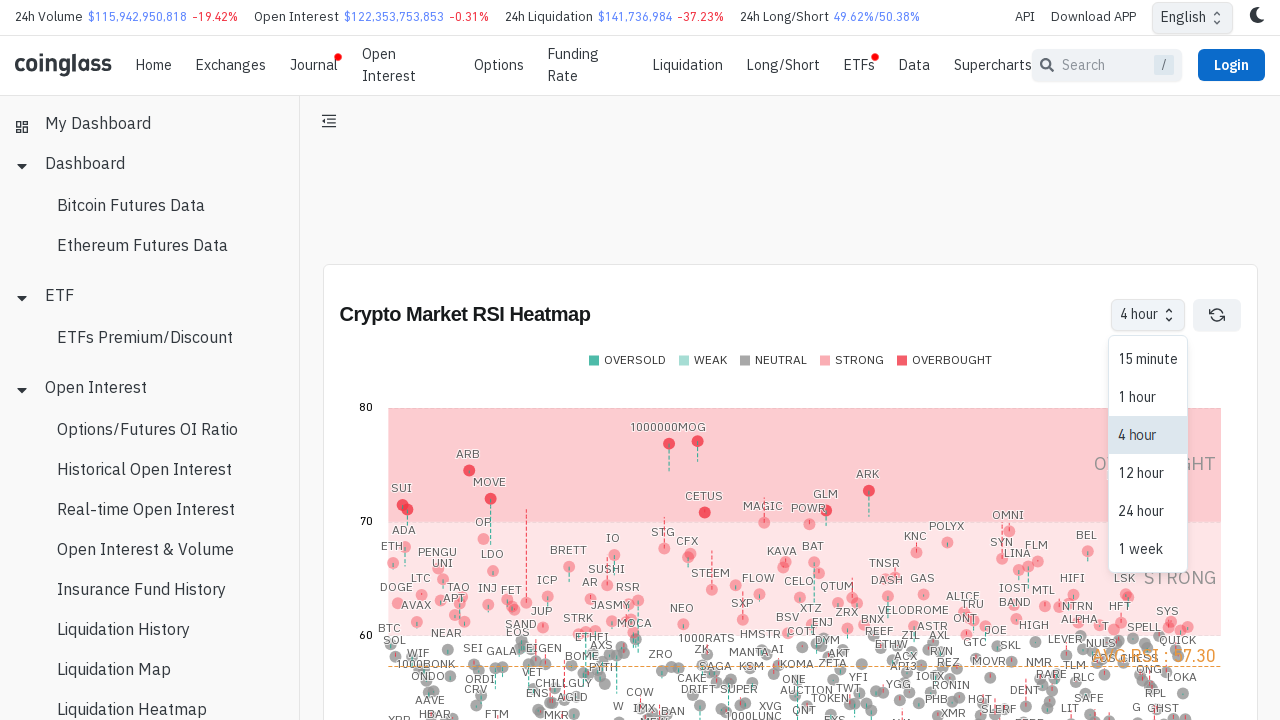 24h Volume $115,942,950,818 -19.42% Open Interest $122,353,753,853 -0.31% 24h Liquidation $141,736,984 -37.23% 24h Long/Short 49.62%/50.38% API Download APP English
coinglass Home Exchanges Journal Open Interest Options Funding Rate Liquidation Long/Short ETFs Data Supercharts Search / Login
My Dashboard
Dashboard
Bitcoin Futures Data
Ethereum Futures Data
ETF
ETFs Premium/Discount
Open Interest
Options/Futures OI Ratio
Historical Open Interest
Real-time Open Interest
Open Interest & Volume
Insurance Fund History
Liquidation History
Liquidation Map
Liquidation Heatmap
Crypto Market RSI Heatmap
4 hour
15 minute
1 hour
4 hour
12 hour
24 hour
1 week
OVERSOLD WEAK NEUTRAL STRONG OVERBOUGHT
80
70
60
STRONG
1000000MOG
ARB
MOVE
SUI
CETUS
ARK
GLM
MAGIC
POWR
OP
ADA
ETH
PENGU
UNI
LDO
STG
IO
CFX
BRETT
SUSHI
KAVA
BAT
KNC
POLYX
OMNI
SYN
LINA
FLM
BEL
DOGE
LTC
TAO
APT
AVAX
INJ
FET
ICP
AR
RSR
STEEM
FLOW
CELO
QTUM
TNSR
DASH
GAS
IOST
MTL
HIFI
LSK
BTC
SOL
NEAR
SAND
EOS
JUP
STRK
JASMY
MOCA
NEO
SXP
BSV
XTZ
ENJ
ZRX
BNX
VELODROME
ALICE
TRU
BAND
NTRN
HFT
WIF
1000BONK
SEI
GALA
EIGEN
ETHFI
AXS
BOME
PYTH
1000RATS
ZRO
ZK
HMSTR
MANTA
AI
COTI
DYM
AKT
REEF
ETHW
ZIL
ASTR
AXL
ONT
JOE
HIGH
ALPHA
SPELL
SYS
QUICK
ONDO
ORDI
CRV
VET
ENS
CHILLGUY
AGLD
SAGA
KSM
CAKE
DRIFT
SUPER
KOMA
ZETA
ONE
AUCTION
TWT
YFI
ACX
API3
RVN
REZ
GTC
MOVR
SKL
LEVER
NULS
NMR
TLM
RLC
RARE
CHESS
LOKA
AAVE
HBAR
FTM
MKR
COW
W
IMX
BAN
XVG
1000LUNC
QNT
TOKEN
YGG
IOTX
RONIN
PHB
XMR
HOT
SLERF
DENT
SAFE
LIT
RPL
G
GHST